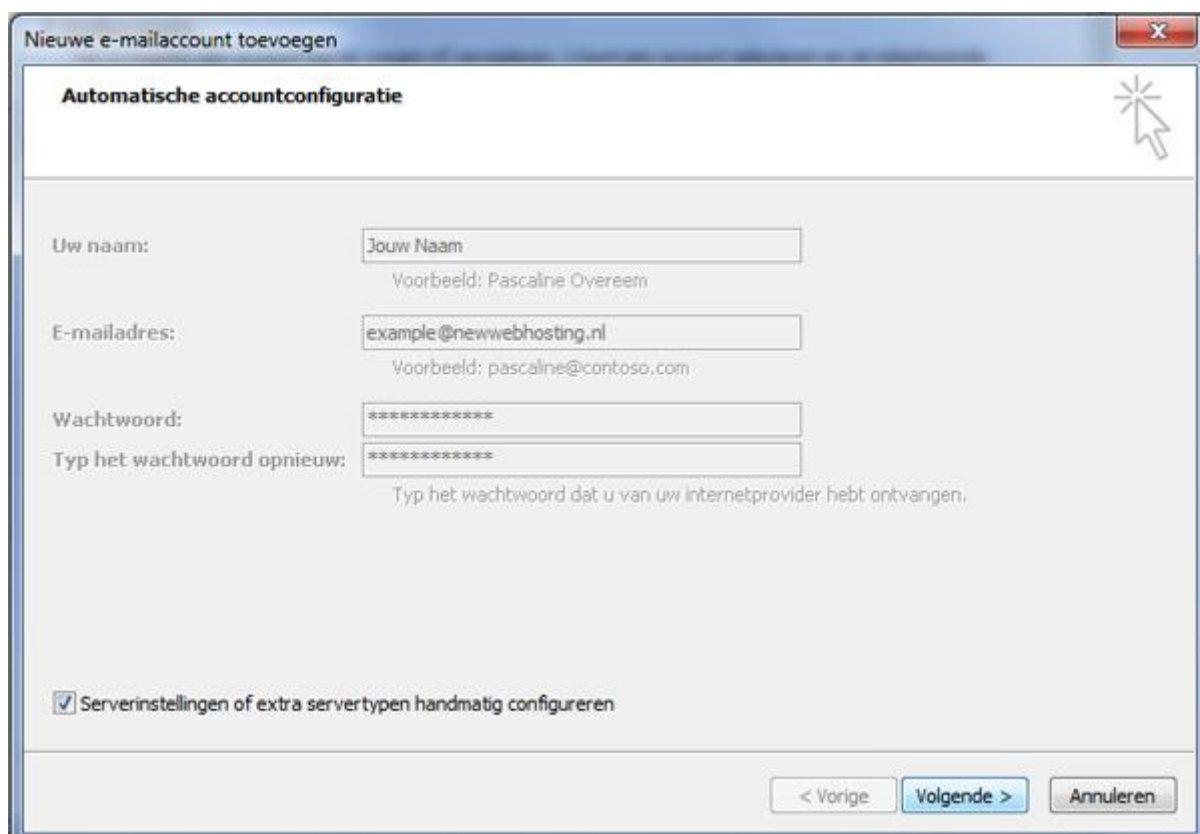 Nieuwe e-mailaccount toevoegen
Automatische accountconfiguratie
Uw naam: Jouw Naam
Voorbeeld: Pascaline Overeem
E-mailadres: example@newwebhosting.nl
Voorbeeld: pascaline@contoso.com
Wachtwoord: ************
Typ het wachtwoord opnieuw: ************
Typ het wachtwoord dat u van uw internetprovider hebt ontvangen.
Serverinstellingen of extra servertypen handmatig configureren
< Vorige Volgende > Annuleren